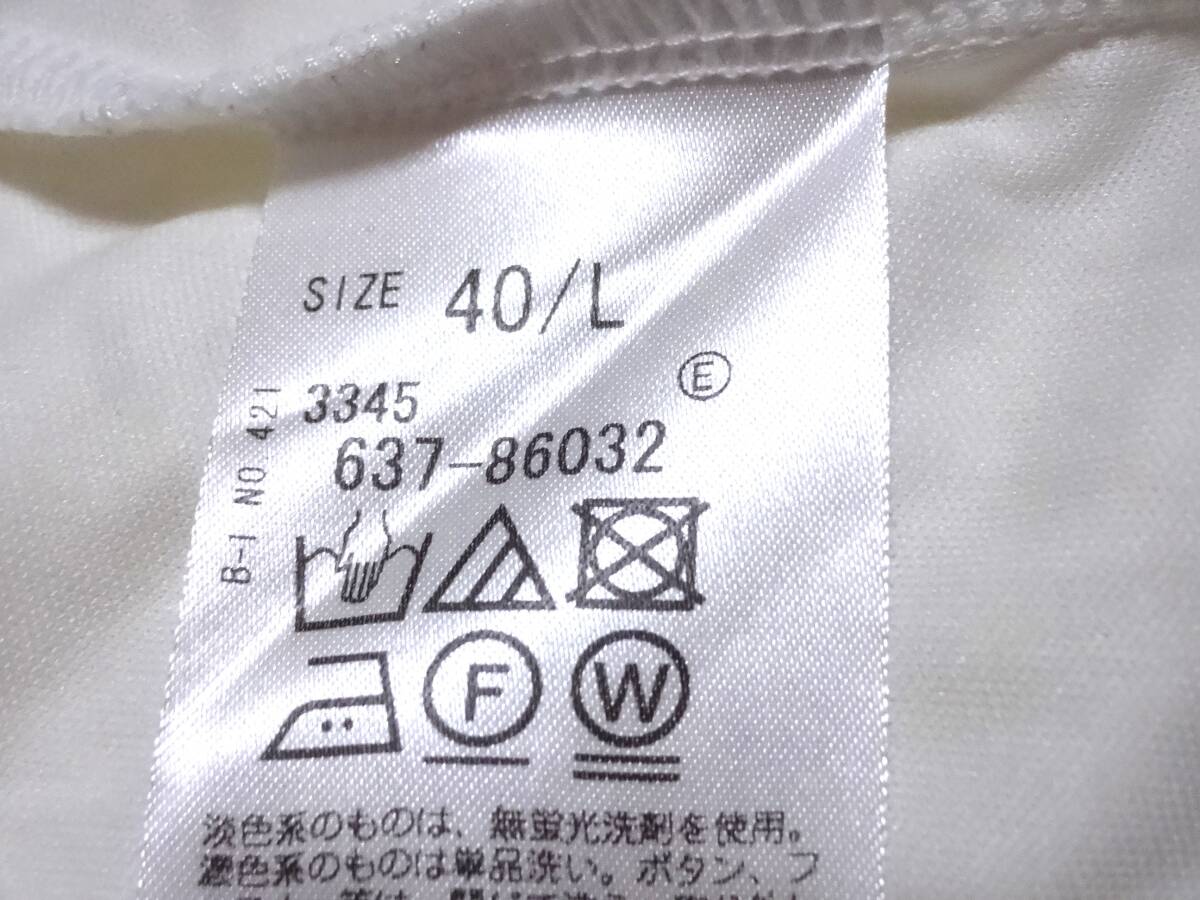 SIZE 40/L
E
3345
637-86032
B-1 NO.421
F W
淡色系のものは、無蛍光洗剤を使用。
濃色系のものは単品洗い。ボタン、フ